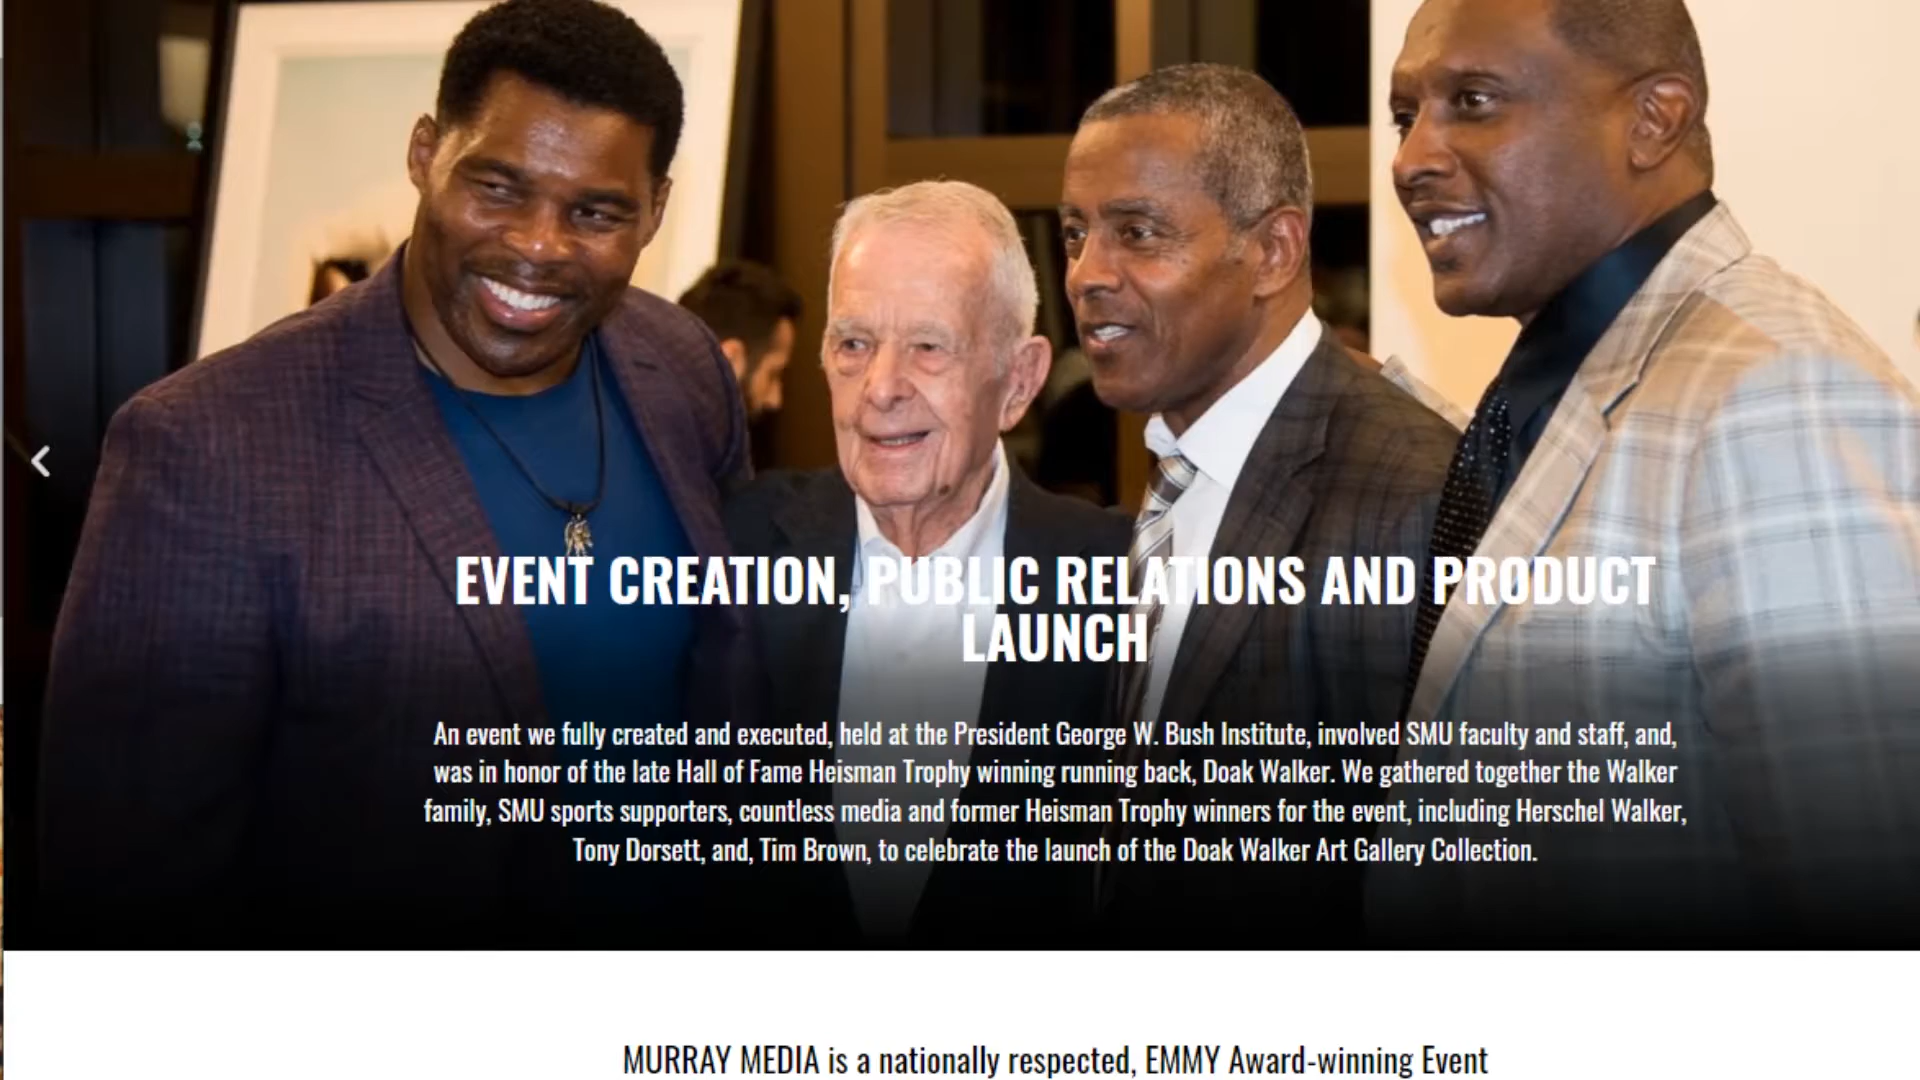 EVENT CREATION, PUBLIC RELATIONS AND PRODUCT
LAUNCH
An event we fully created and executed, held at the President George W. Bush Institute, involved SMU faculty and staff, and,
was in honor of the late Hall of Fame Heisman Trophy winning running back, Doak Walker. We gathered together the Walker
family, SMU sports supporters, countless media and former Heisman Trophy winners for the event, including Herschel Walker,
Tony Dorsett, and, Tim Brown, to celebrate the launch of the Doak Walker Art Gallery Collection.
MURRAY MEDIA is a nationally respected, EMMY Award-winning Event